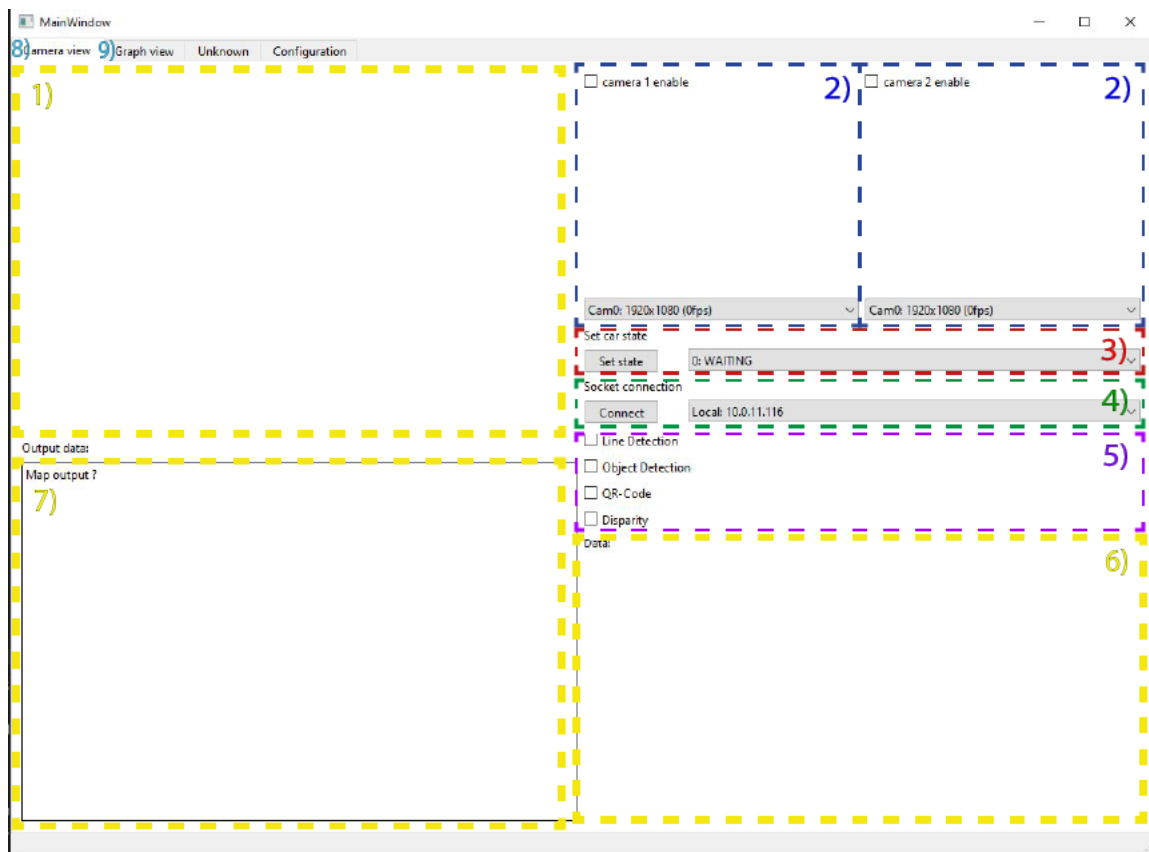 MainWindow
8) Camera view 9) Graph view Unknown Configuration
1)
camera 1 enable 2)
camera 2 enable 2)
Cam0: 1920x1080 (0fps)
Cam0: 1920x1080 (0fps)
Set car state
Set state 0: WAITING 3)
Socket connection
Connect Local: 10.0.11.116 4)
Line Detection 5)
Object Detection
QR-Code
Disparity
Output data:
Map output ?
7)
Data:
6)